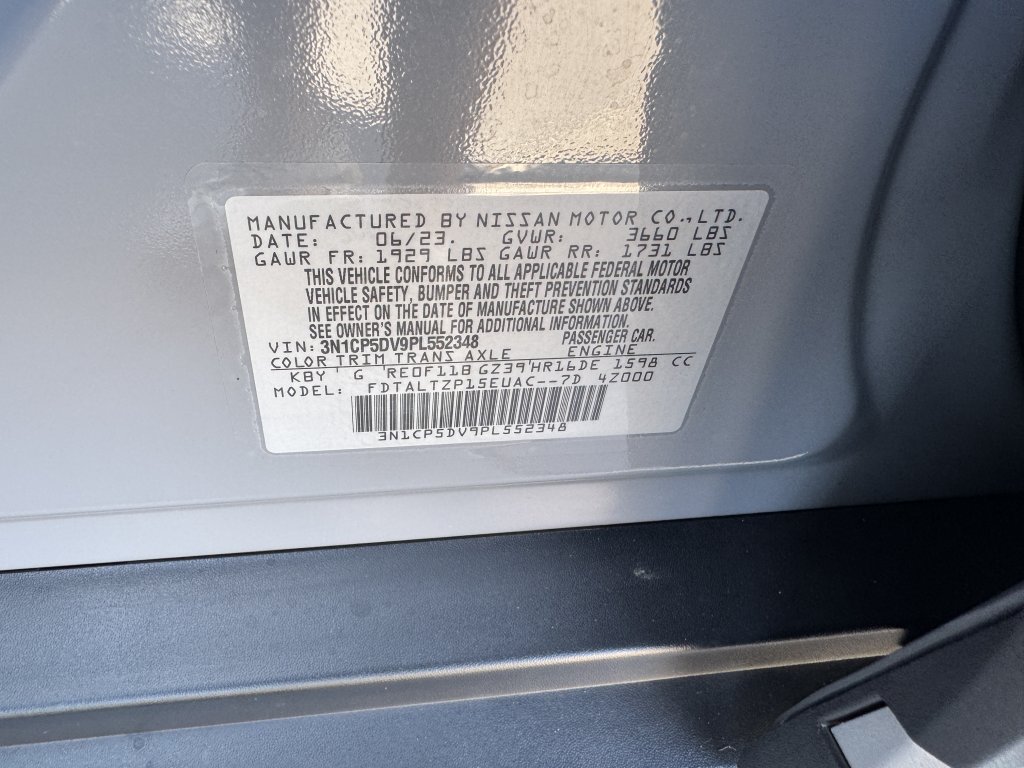 MANUFACTURED BY NISSAN MOTOR CO.,LTD.
DATE: 06/23. GVWR: 3660 LBS
GAWR FR: 1929 LBS GAWR RR: 1731 LBS
THIS VEHICLE CONFORMS TO ALL APPLICABLE FEDERAL MOTOR
VEHICLE SAFETY, BUMPER AND THEFT PREVENTION STANDARDS
IN EFFECT ON THE DATE OF MANUFACTURE SHOWN ABOVE.
SEE OWNER'S MANUAL FOR ADDITIONAL INFORMATION.
VIN: 3N1CP5DV9PL552348 PASSENGER CAR.
COLOR TRIM TRANS AXLE ENGINE
KBY ' G ' RE0F11B GZ39'HR16DE 1598 CC
MODEL: FDTALTZP15EUAC--7D 4Z000
3N1CP5DV9PL552348